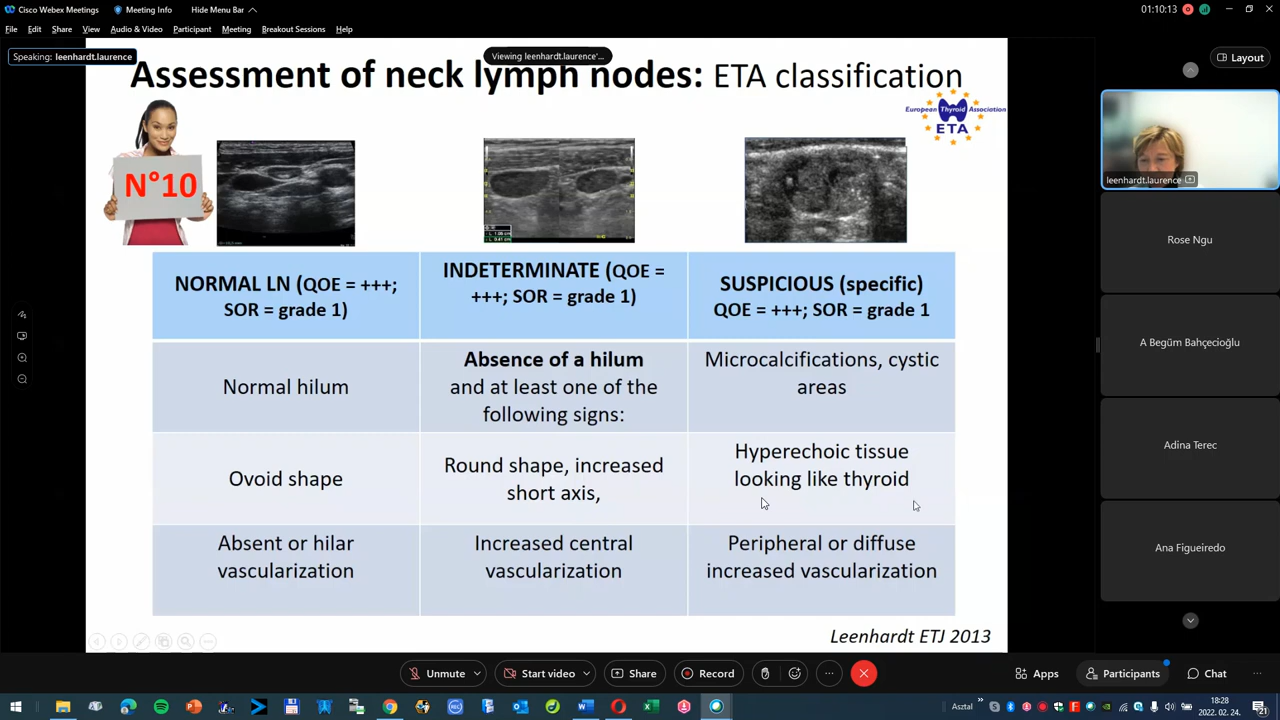 Cisco Webex Meetings
Meeting Info
Hide Menu Bar
01:10:13
File Edit Share View Audio & Video Participant Meeting Breakout Sessions Help
Speaking: leenhardt.laurence
Viewing leenhardt.laurence'...
Layout
Assessment of neck lymph nodes: ETA classification
European Thyroid Association
ETA
N°10
NORMAL LN (QOE = +++;
SOR = grade 1)
INDETERMINATE (QOE =
+++; SOR = grade 1)
SUSPICIOUS (specific)
QOE = +++; SOR = grade 1
Normal hilum
Absence of a hilum
and at least one of the
following signs:
Microcalcifications, cystic
areas
Ovoid shape
Round shape, increased
short axis,
Hyperechoic tissue
looking like thyroid
Absent or hilar
vascularization
Increased central
vascularization
Peripheral or diffuse
increased vascularization
Leenhardt ETJ 2013
leenhardt.laurence
Rose Ngu
A Begüm Bahçecioğlu
Adina Terec
Ana Figueiredo
Unmute
Start video
Share
Record
Apps
Participants
Chat
Asztal
18:28
2022. 02. 24.